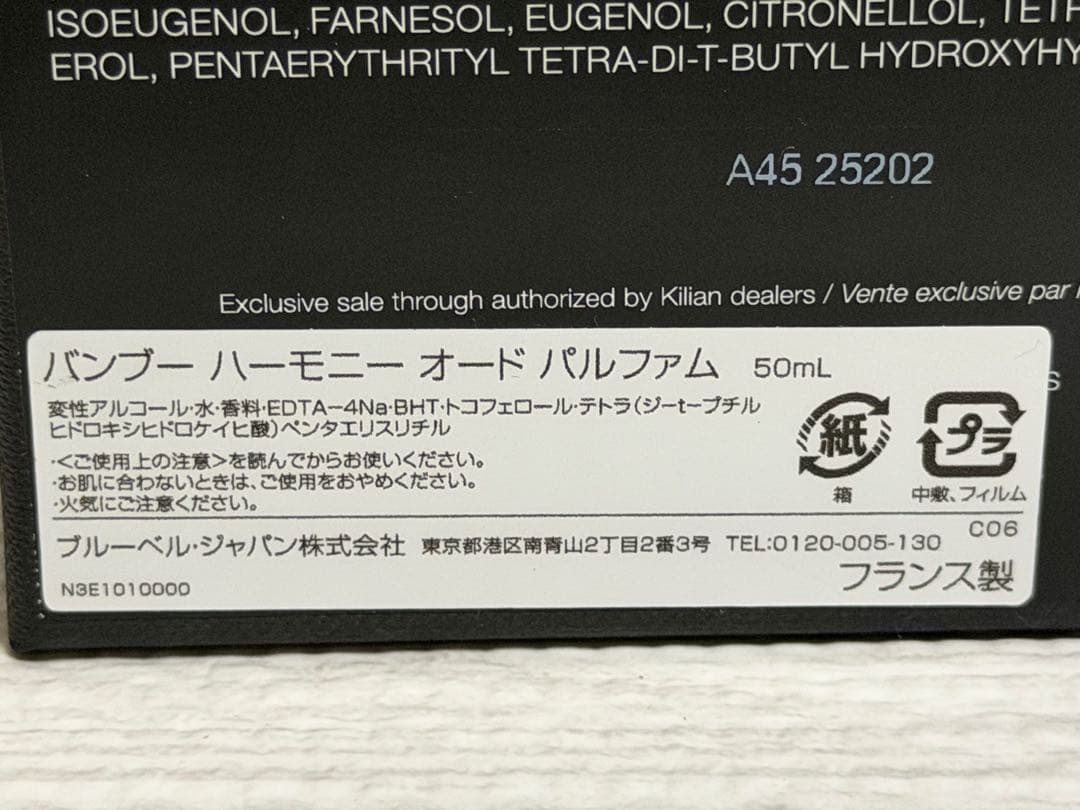 ISOEUGENOL, FARNESOL, EUGENOL, CITRONELLOL,
EROL, PENTAERYTHRITYL TETRA-DI-T-BUTYL
A45 25202
Exclusive sale through authorized by Kilian dealers / Vente exclusive par
バンブー ハーモニー オード パルファム 50mL
変性アルコール・水・香料・EDTA-4Na・BHT・トコフェロール・テトラ(ジーt-ブチル
ヒドロキシヒドロケイヒ酸)ペンタエリスリチル
・<ご使用上の注意>を読んでからお使いください。
・お肌に合わないときは、ご使用をおやめください。
・火気にご注意ください。
紙
箱
プラ
中敷、フィルム
C06
ブルーベル・ジャパン株式会社 東京都港区南青山2丁目2番3号 TEL:0120-005-130
フランス製
N3E1010000